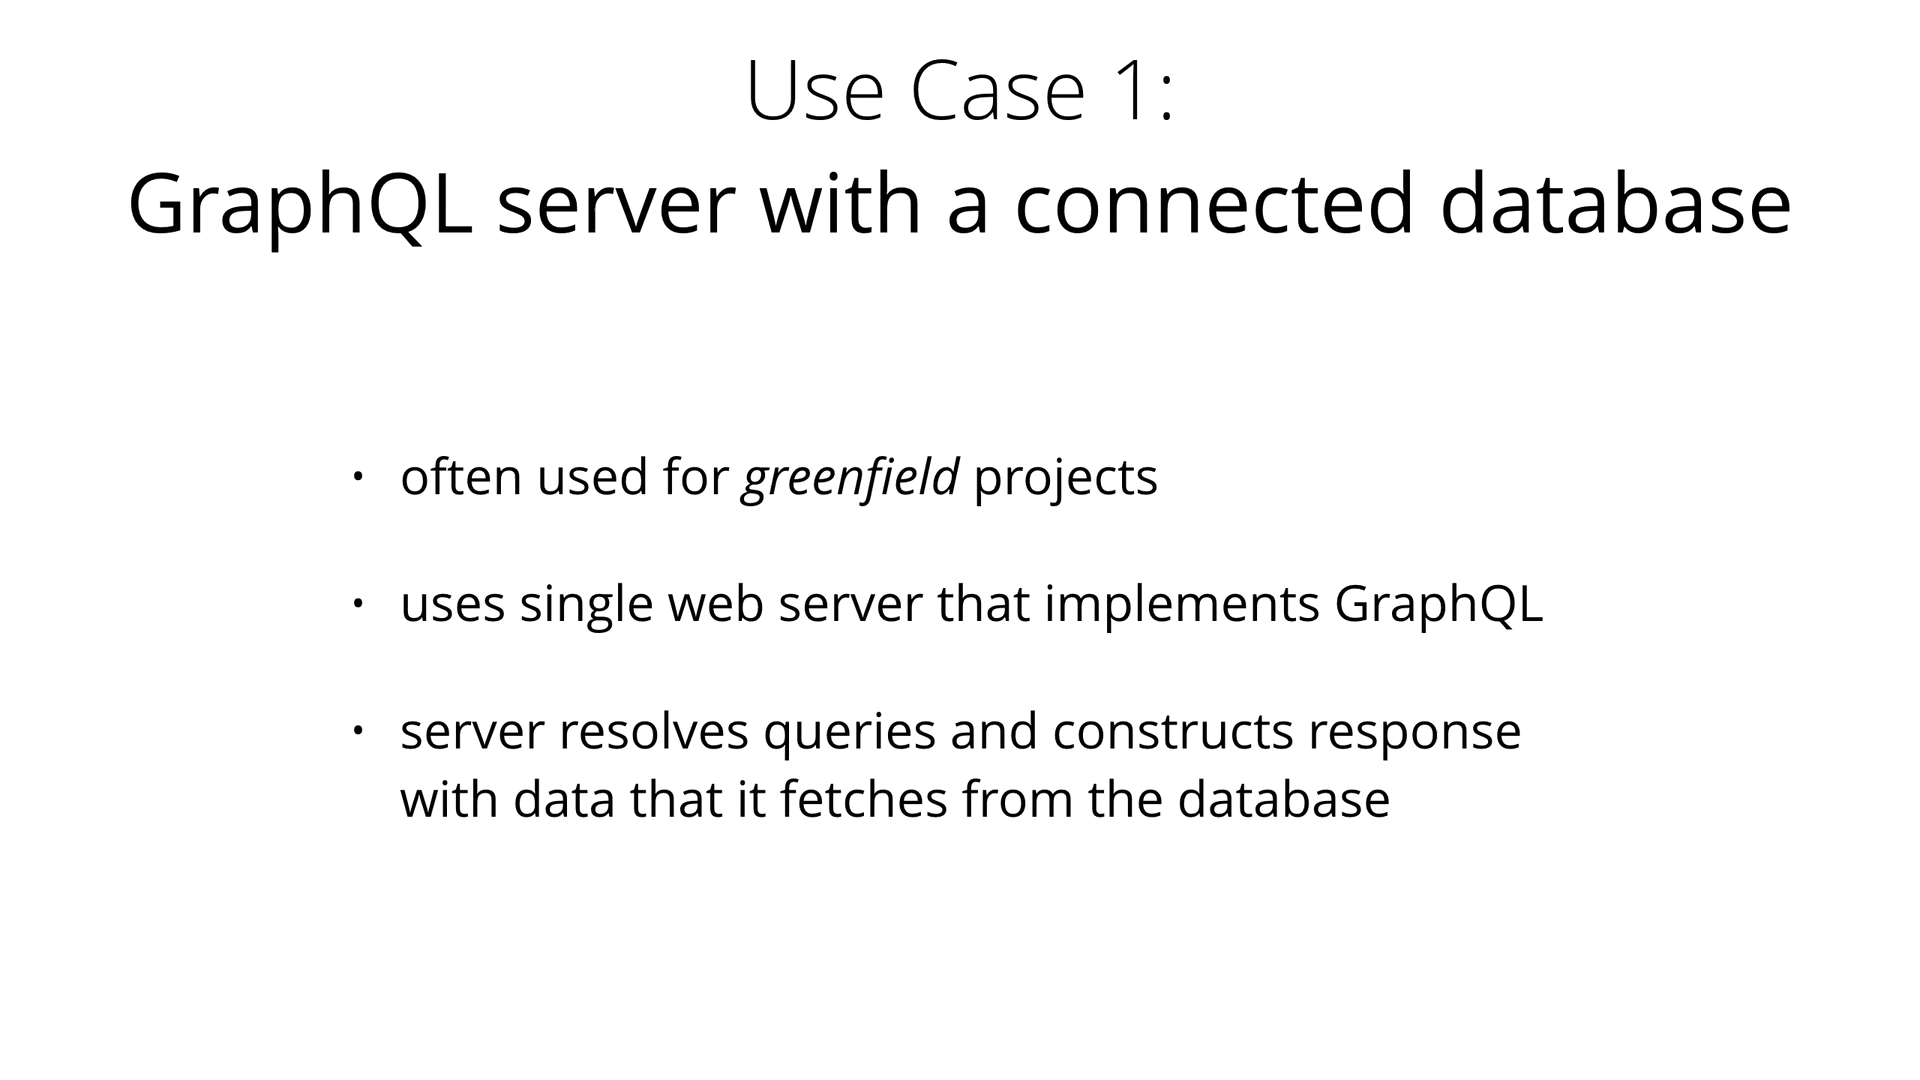 Use Case 1:
GraphQL server with a connected database
• often used for greenfield projects
• uses single web server that implements GraphQL
• server resolves queries and constructs response
with data that it fetches from the database